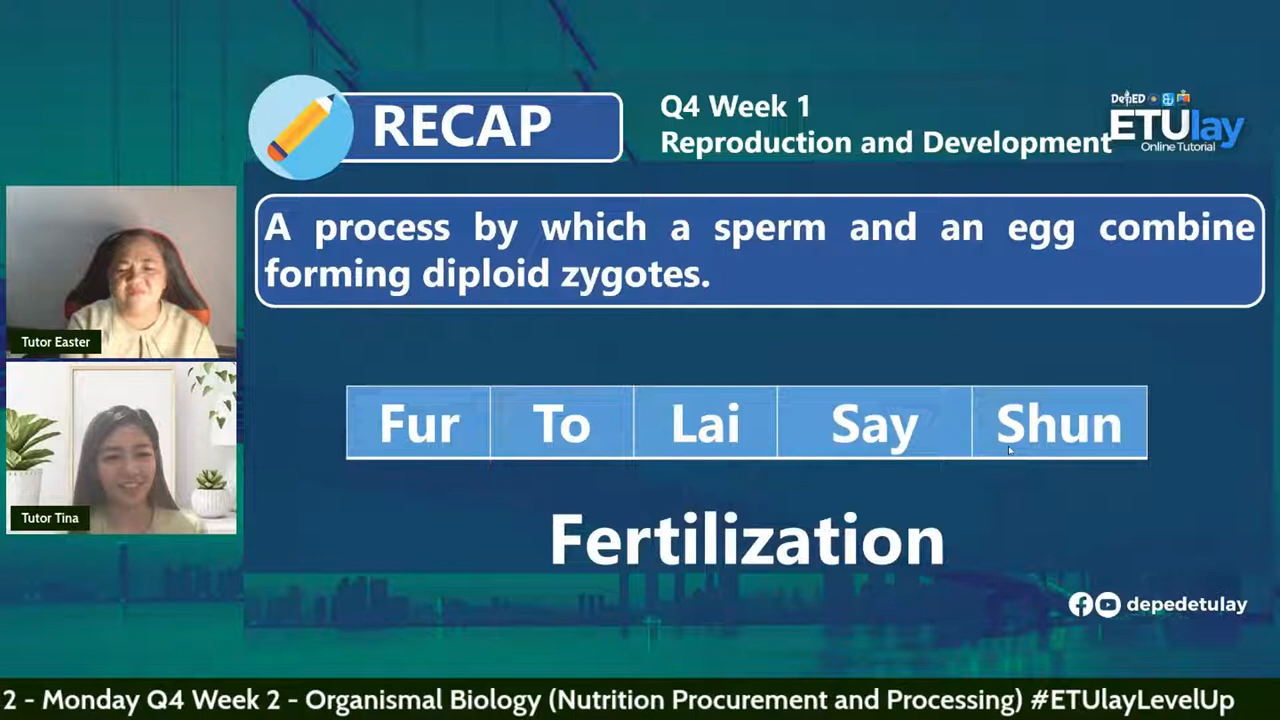 RECAP
Q4 Week 1
Reproduction and Development
DepED
ETUlay
Online Tutorial
A process by which a sperm and an egg combine
forming diploid zygotes.
Tutor Easter
Fur To Lai Say Shun
Tutor Tina
Fertilization
depedetulay
2 - Monday Q4 Week 2 - Organismal Biology (Nutrition Procurement and Processing) #ETUlayLevelUp